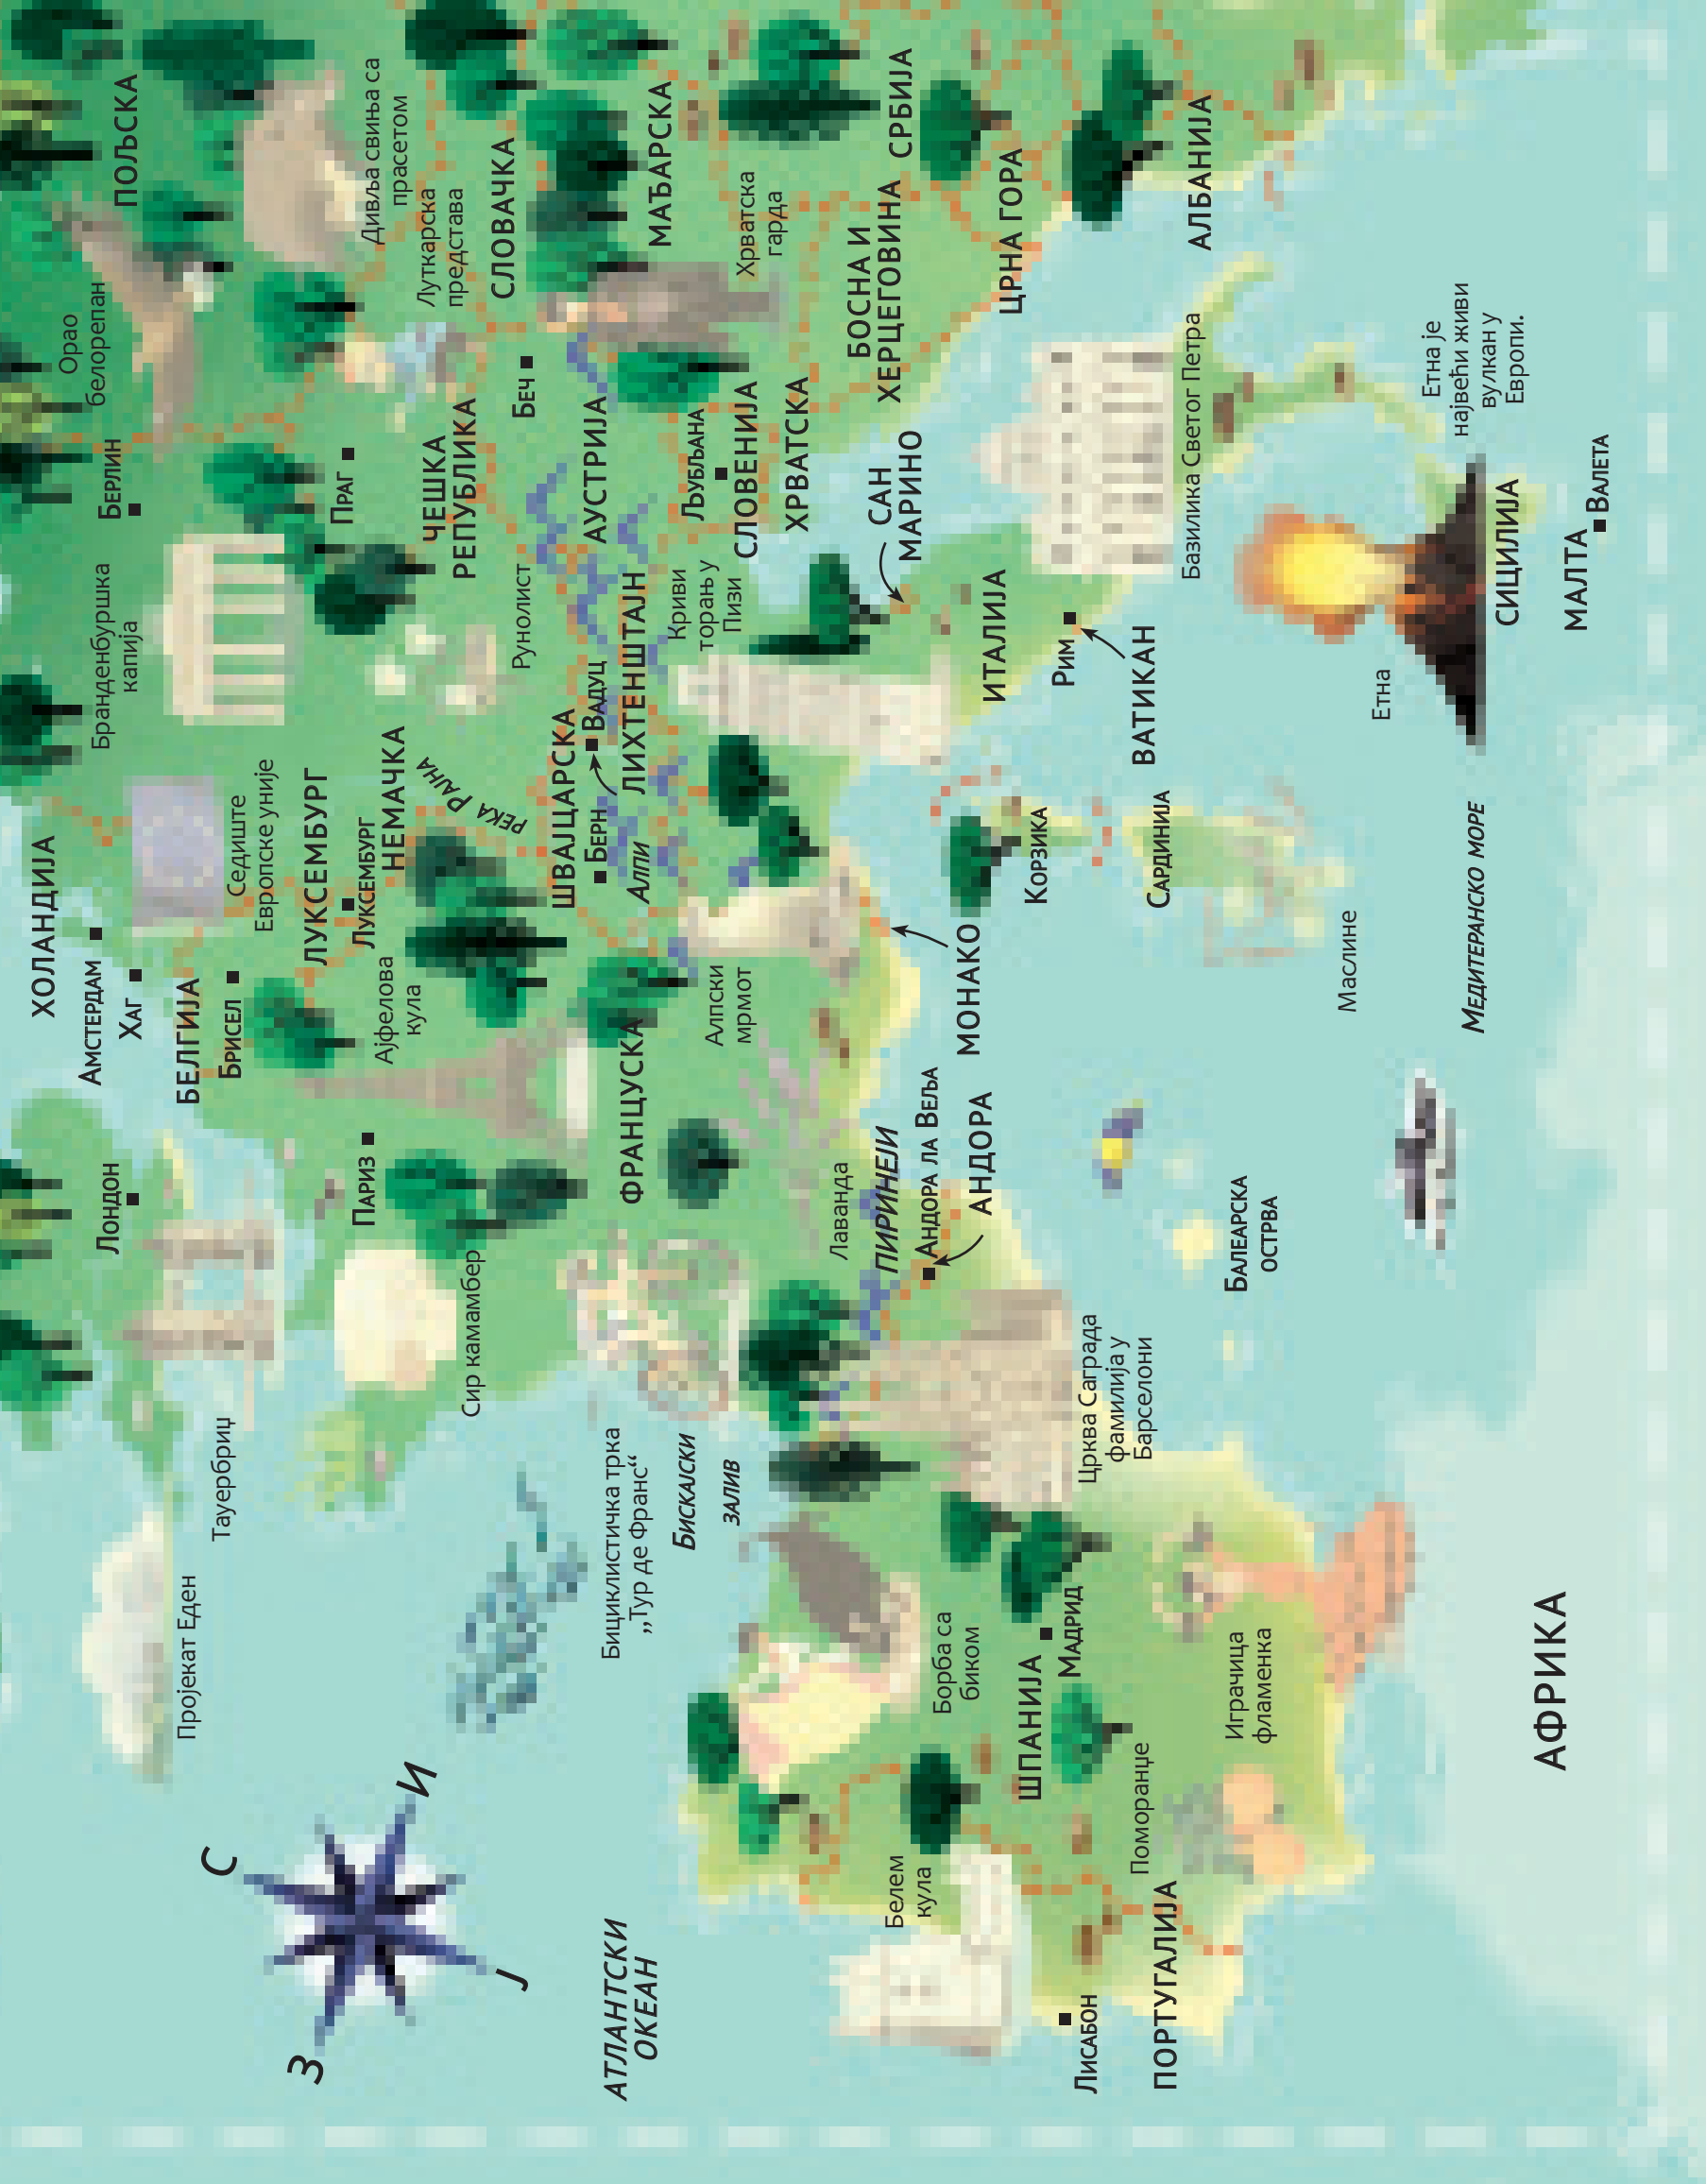 ХОЛАНДИЈА
Амстердам
Хаг
БЕЛГИЈА
Брисел
Седиште
Европске уније
ЛУКСЕМБУРГ
Луксембург
НЕМАЧКА
РЕКА РАЈНА
Берлин
Бранденбуршка
капија
Орао
белорепан
ПОЉСКА
Дивља свиња са
прасетом
Луткарска
представа
Праг
ЧЕШКА
РЕПУБЛИКА
СЛОВАЧКА
Беч
АУСТРИЈА
МАЂАРСКА
Рунолист
Лондон
Тауербриџ
Пројекат Еден
С
И
Ј
З
Париз
Ајфелова
кула
Сир камамбер
ФРАНЦУСКА
Бициклистичка трка
„Тур де Франс“
Бискајски
залив
АТЛАНТСКИ
ОКЕАН
ШВАЈЦАРСКА
Берн
Алпи
Вадуц
ЛИХТЕНШТАЈН
Алпски
мрмот
Криви
торањ у
Пизи
Љубљана
СЛОВЕНИЈА
ХРВАТСКА
Хрватска
гарда
БОСНА И
ХЕРЦЕГОВИНА
СРБИЈА
ЦРНА ГОРА
АЛБАНИЈА
САН
МАРИНО
ИТАЛИЈА
Рим
ВАТИКАН
Базилика Светог Петра
Лаванда
ПИРИНЕЈИ
Андора ла Веља
АНДОРА
МОНАКО
Корзика
Сардинија
Маслине
Црква Саграда
фамилија у
Барселони
Балеарска
острва
Борба са
биком
ШПАНИЈА
Мадрид
Играчица
фламенка
Поморанџе
Белем
кула
Лисабон
ПОРТУГАЛИЈА
Медитеранско море
Етна
Етна је
највећи живи
вулкан у
Европи.
СИЦИЛИЈА
МАЛТА
Валета
АФРИКА